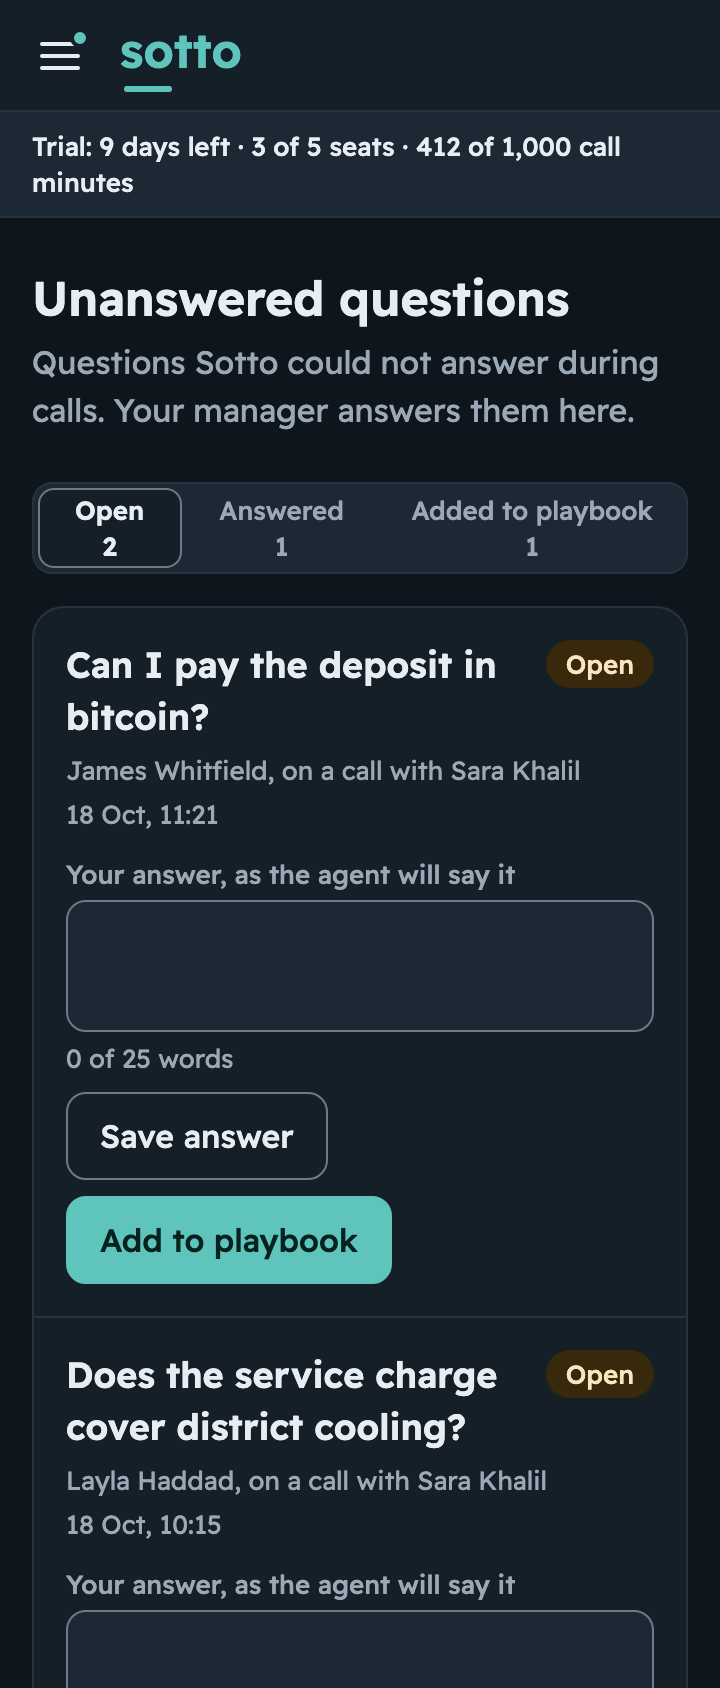 sotto
Trial: 9 days left · 3 of 5 seats · 412 of 1,000 call
minutes
Unanswered questions
Questions Sotto could not answer during
calls. Your manager answers them here.
Open
2
Answered
1
Added to playbook
1
Can I pay the deposit in
bitcoin?
Open
James Whitfield, on a call with Sara Khalil
18 Oct, 11:21
Your answer, as the agent will say it
0 of 25 words
Save answer
Add to playbook
Does the service charge
cover district cooling?
Open
Layla Haddad, on a call with Sara Khalil
18 Oct, 10:15
Your answer, as the agent will say it